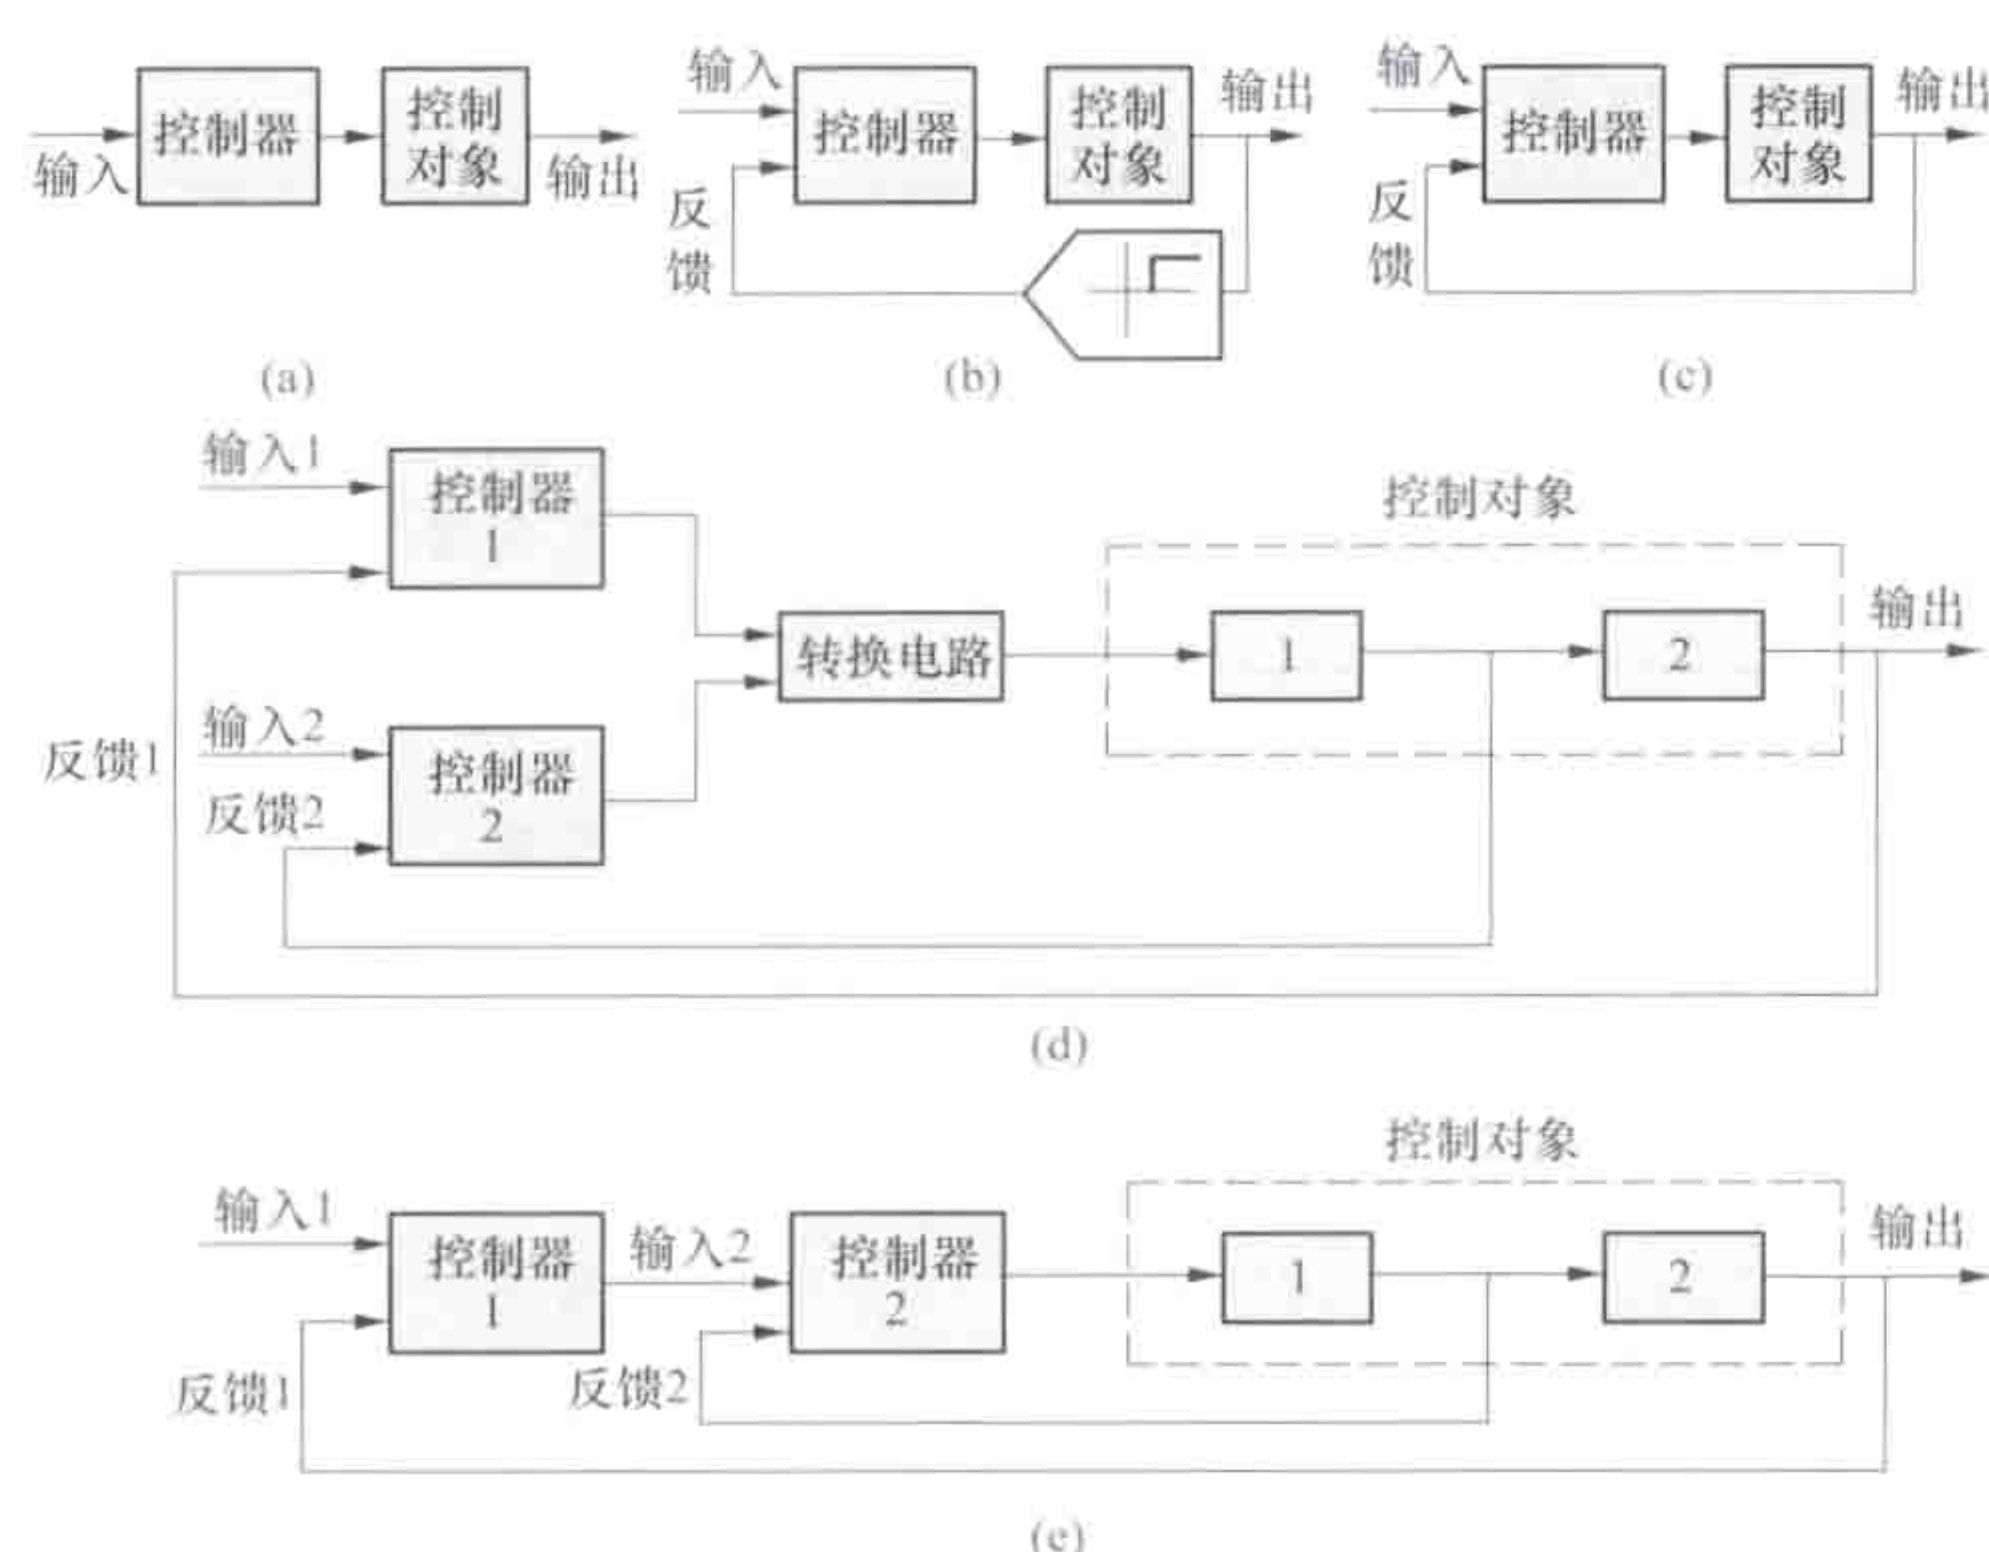 输入
控制器
控制
对象
输出
(a)
输入
控制器
控制
对象
输出
反
馈
(b)
输入
控制器
控制
对象
输出
反
馈
(c)
输入1
控制器
1
控制对象
转换电路
1
2
输出
反馈1
输入2
控制器
2
反馈2
(d)
控制对象
输入1
控制器
1
输入2
控制器
2
1
2
输出
反馈1
反馈2
(e)